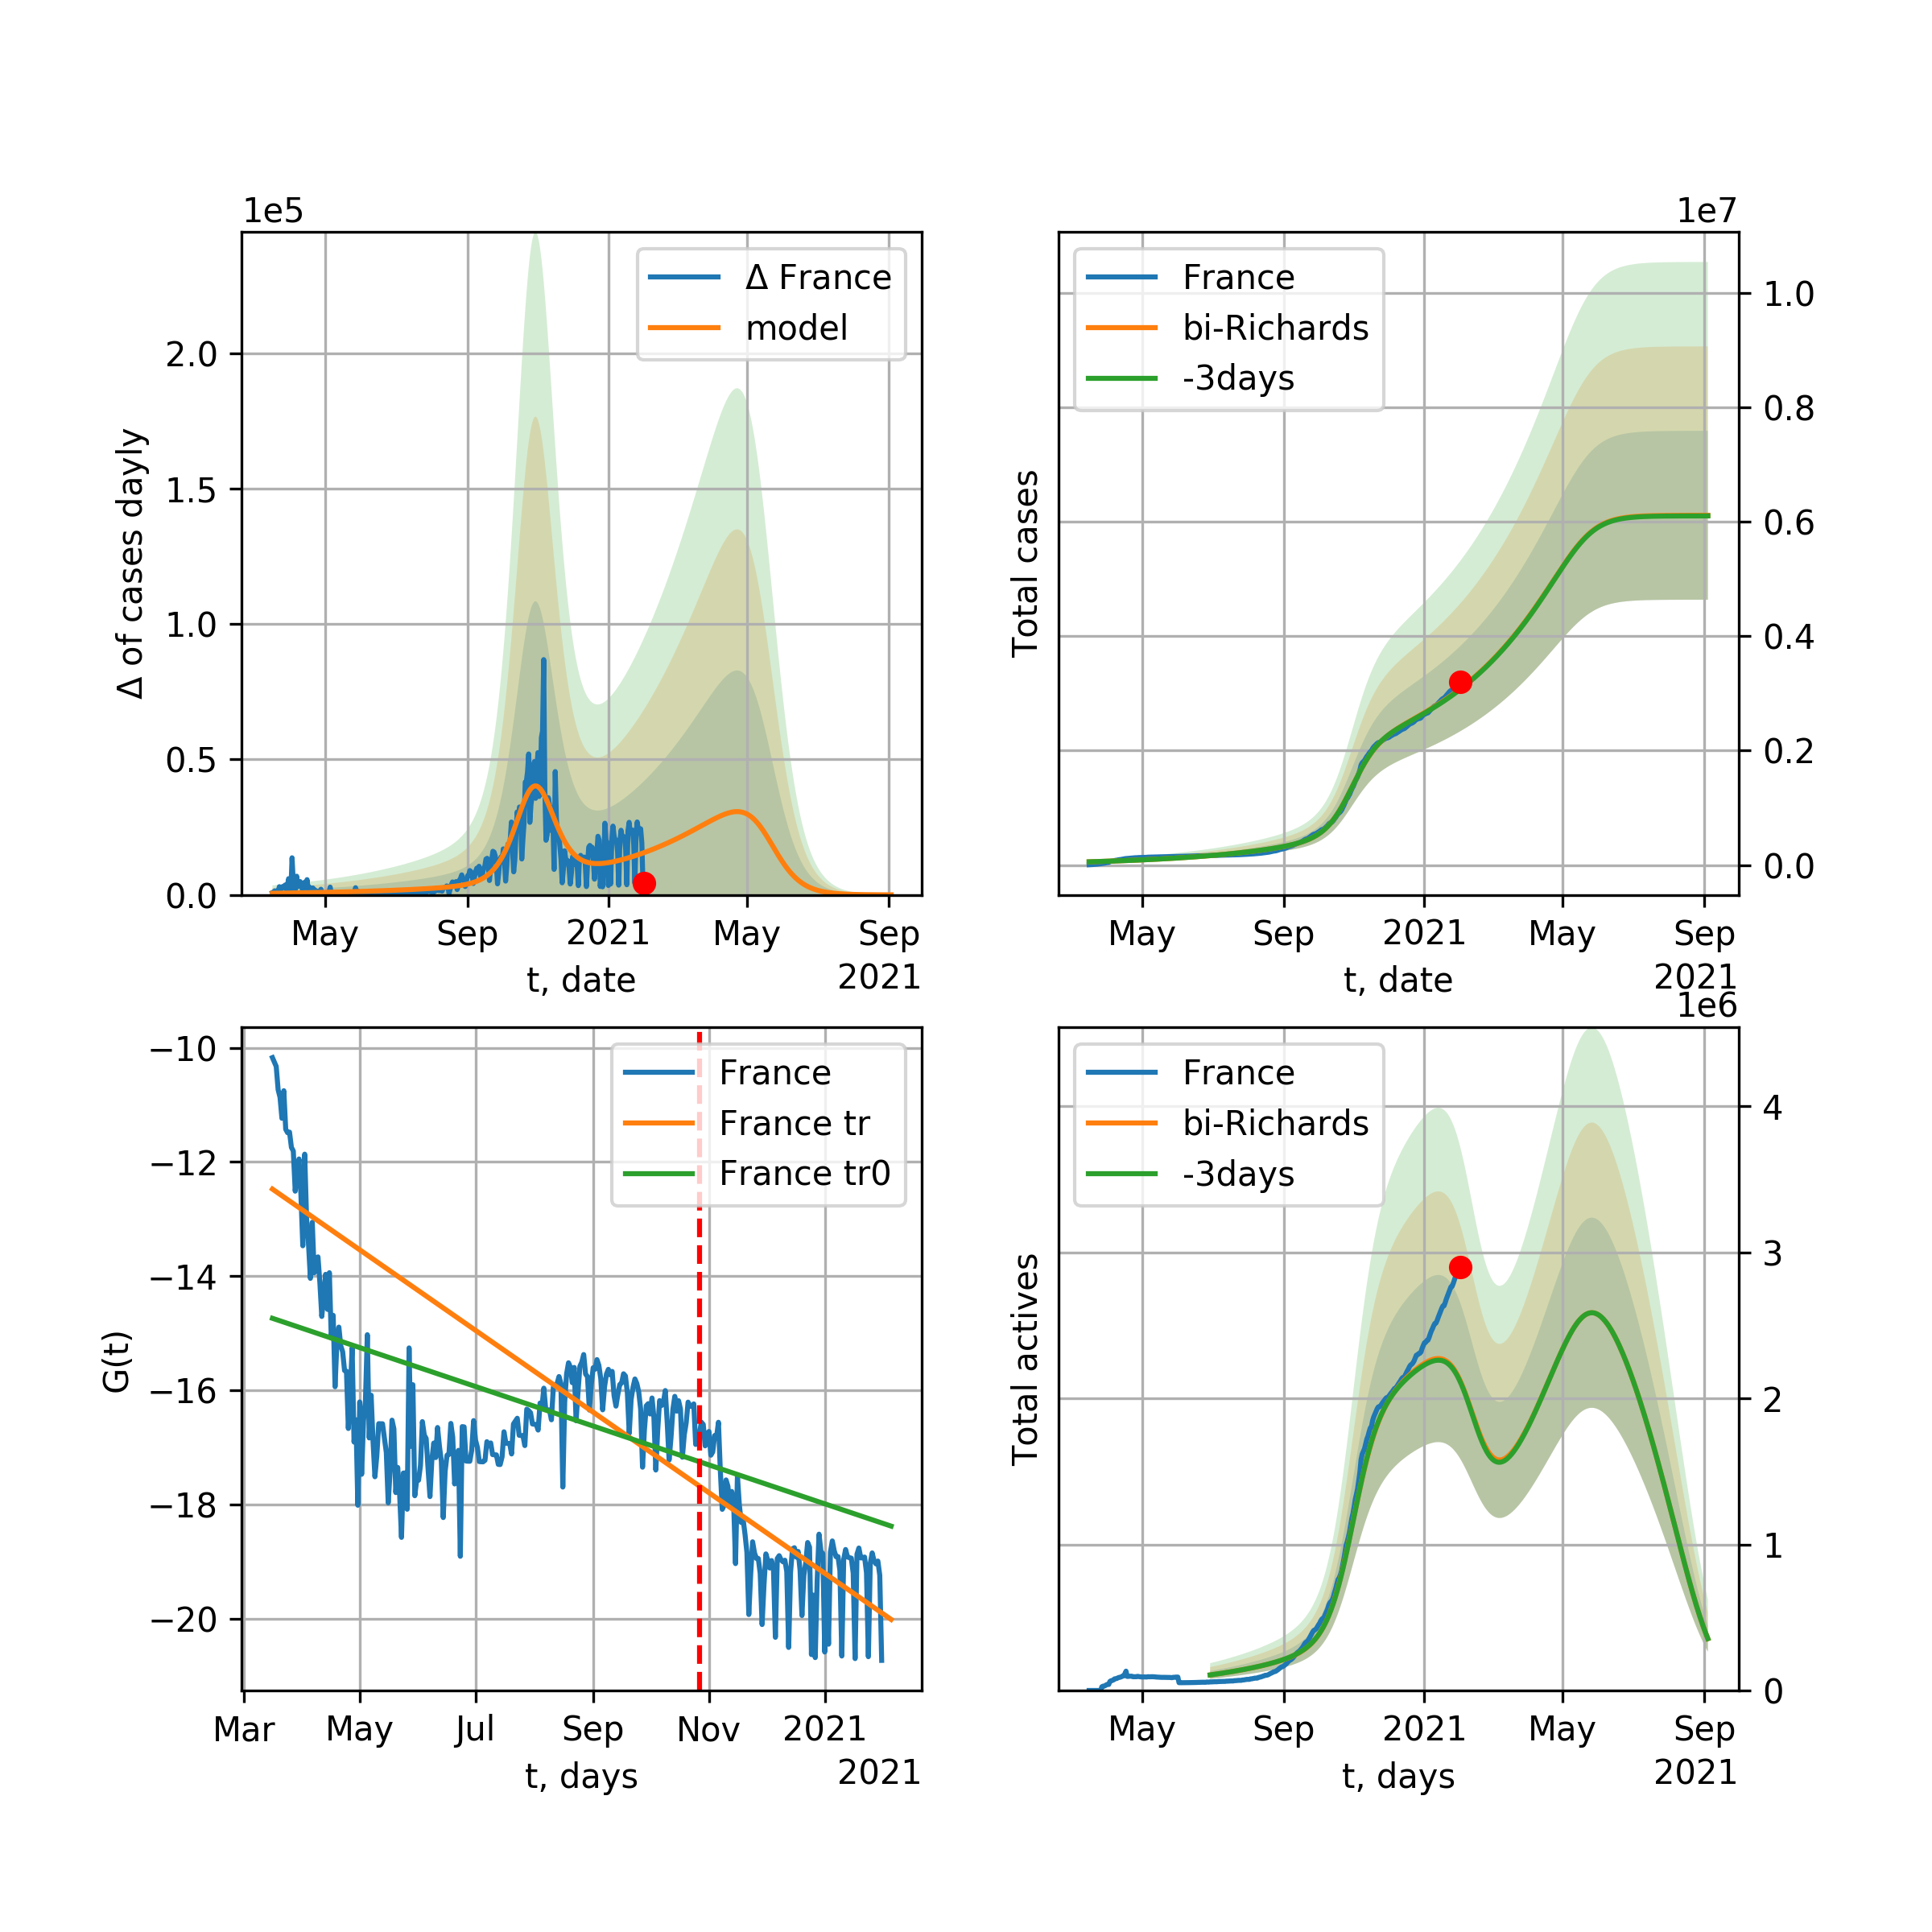 1e5
Δ of cases dayly
2.0
1.5
1.0
0.5
0.0
Δ France
model
May Sep 2021 May Sep
t, date 2021
1e7
Total cases
France
bi-Richards
-3days
1.0
0.8
0.6
0.4
0.2
0.0
May Sep 2021 May Sep
t, date 2021
G(t)
−10
−12
−14
−16
−18
−20
France
France tr
France tr0
Mar May Jul Sep Nov 2021
t, days 2021
1e6
Total actives
France
bi-Richards
-3days
4
3
2
1
0
May Sep 2021 May Sep
t, days 2021